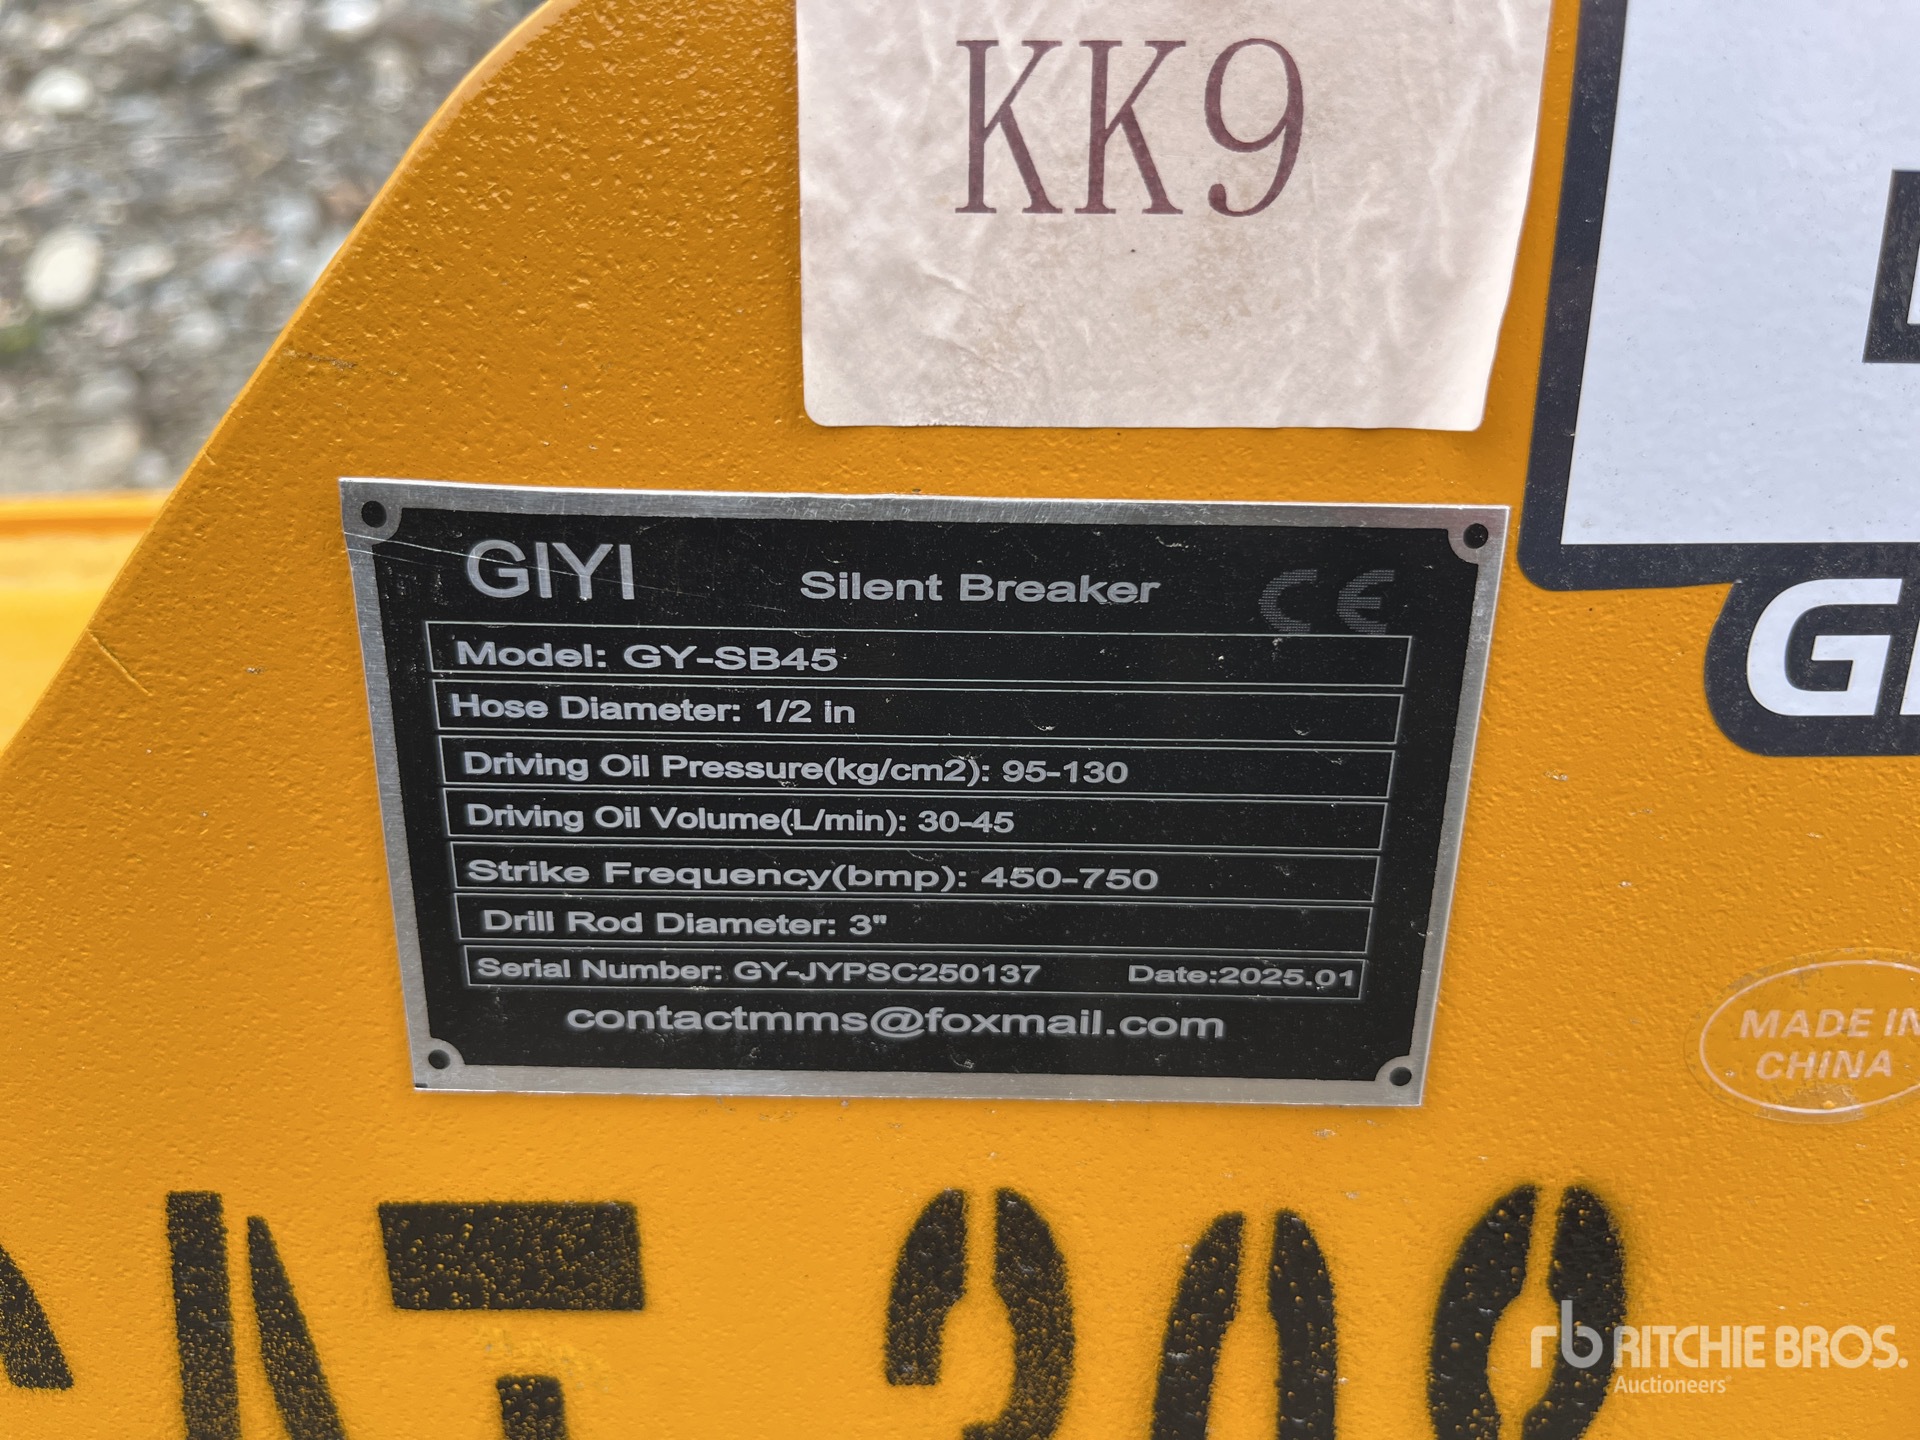 KK9
GIYI Silent Breaker CE
Model: GY-SB45
Hose Diameter: 1/2 in
Driving Oil Pressure(kg/cm2): 95-130
Driving Oil Volume(L/min): 30-45
Strike Frequency(bmp): 450-750
Drill Rod Diameter: 3"
Serial Number: GY-JYPSC250137 Date:2025.01
contactmms@foxmail.com
MADE IN
CHINA
rb RITCHIE BROS.
Auctioneers